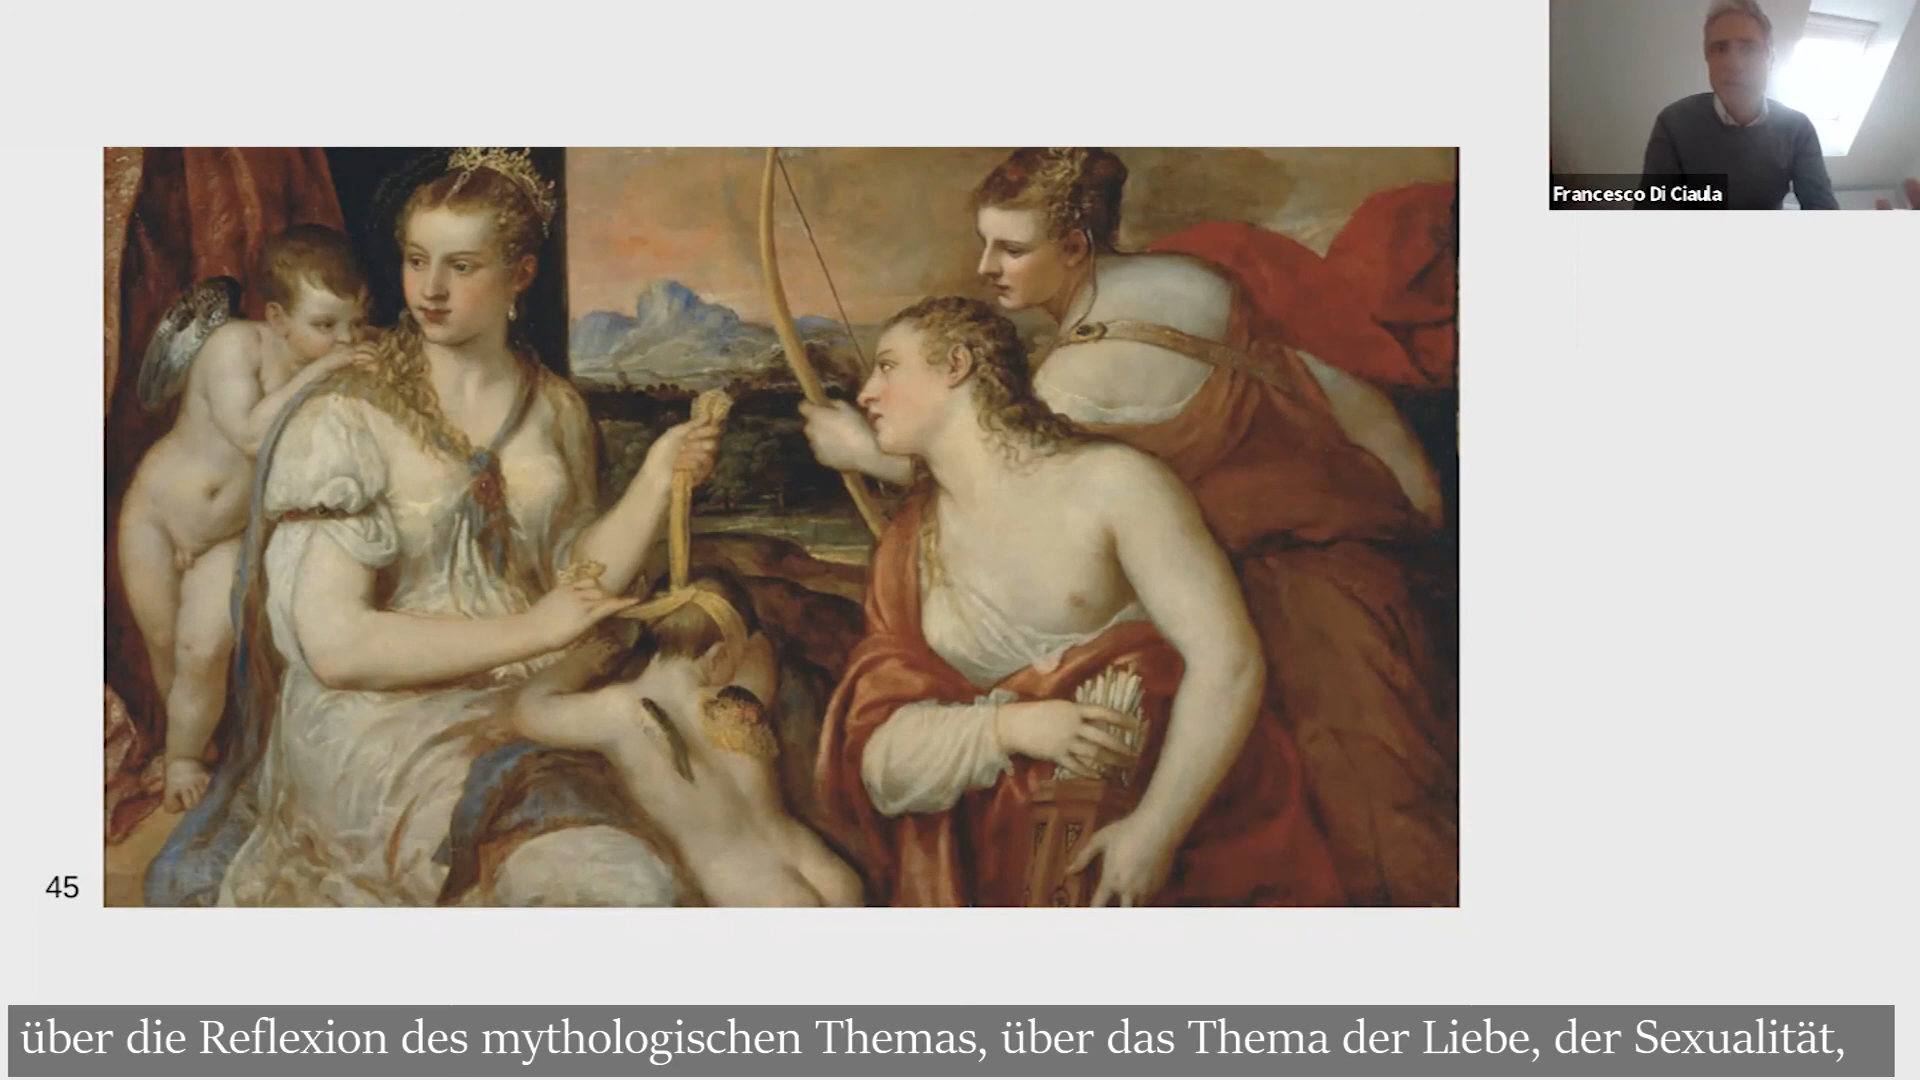 Francesco Di Ciaula
45
über die Reflexion des mythologischen Themas, über das Thema der Liebe, der Sexualität,